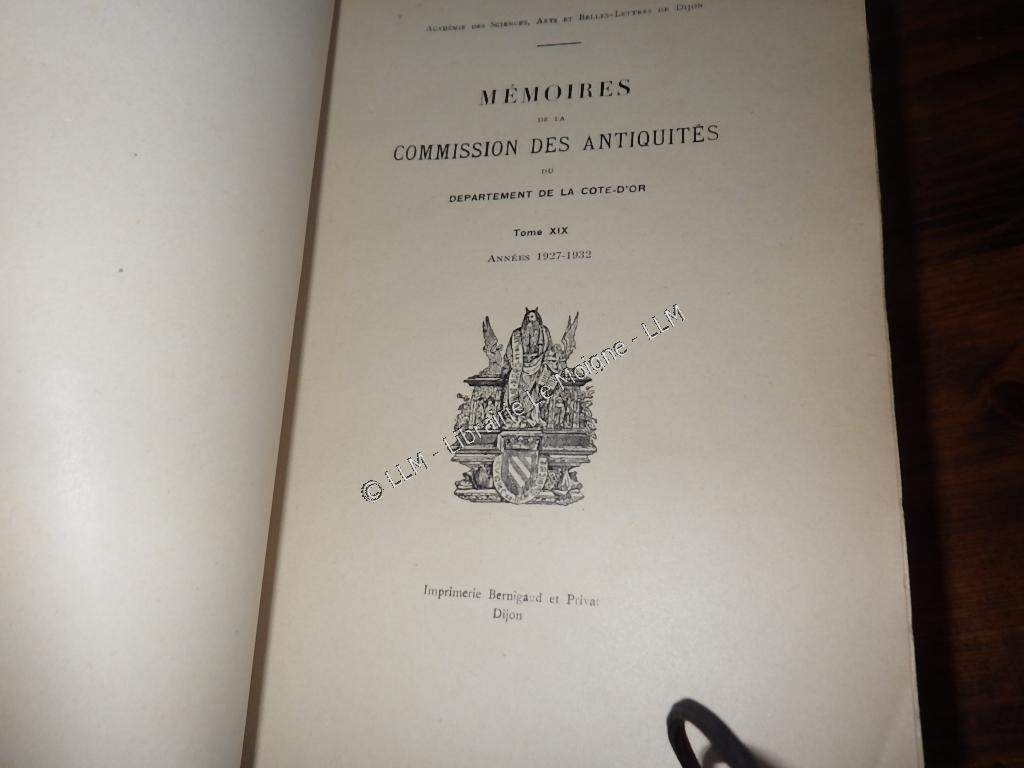 Académie des Sciences, Arts et Belles-Lettres de Dijon
MÉMOIRES
DE LA
COMMISSION DES ANTIQUITÉS
DU
DEPARTEMENT DE LA COTE-D'OR
Tome XIX
Années 1927-1932
© LLM - Librairie Le Moigne - LLM
Imprimerie Bernigaud et Privat
Dijon